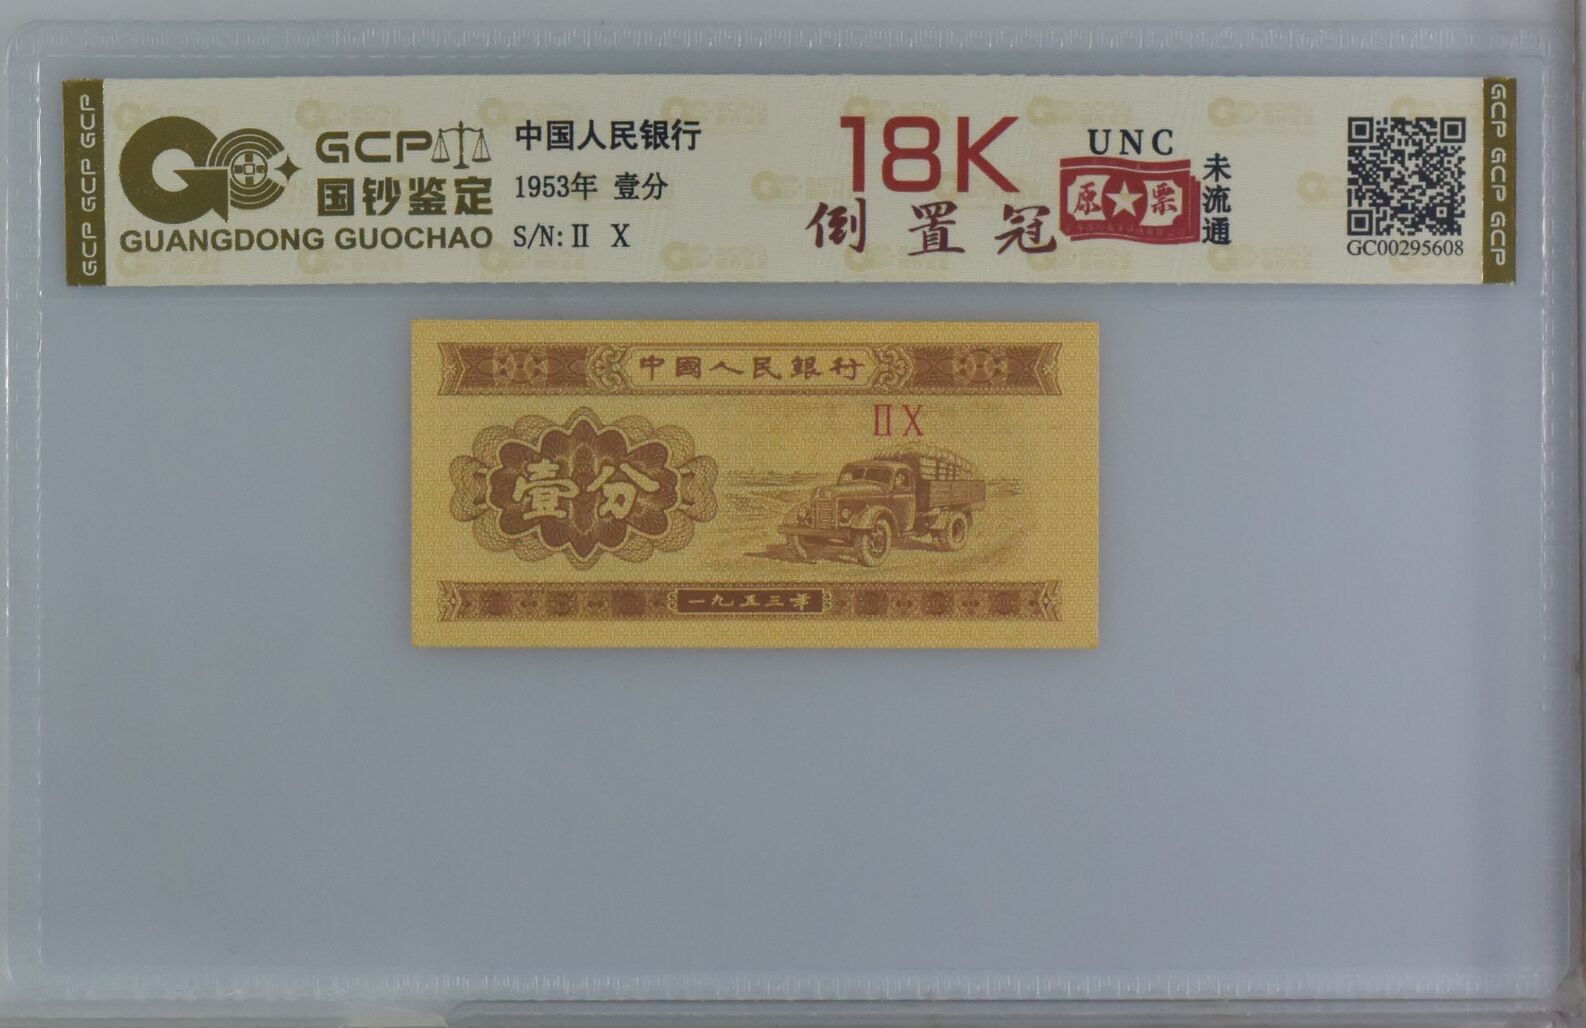 GCP GCP GCP
GCP
国钞鉴定
GUANGDONG GUOCHAO
中国人民银行
1953年 壹分
S/N: Ⅱ X
18K
倒置冠
UNC
原票
未流通
GC00295608
GCP GCP GCP
中國人民銀行
ⅡX
壹分
一九五三年